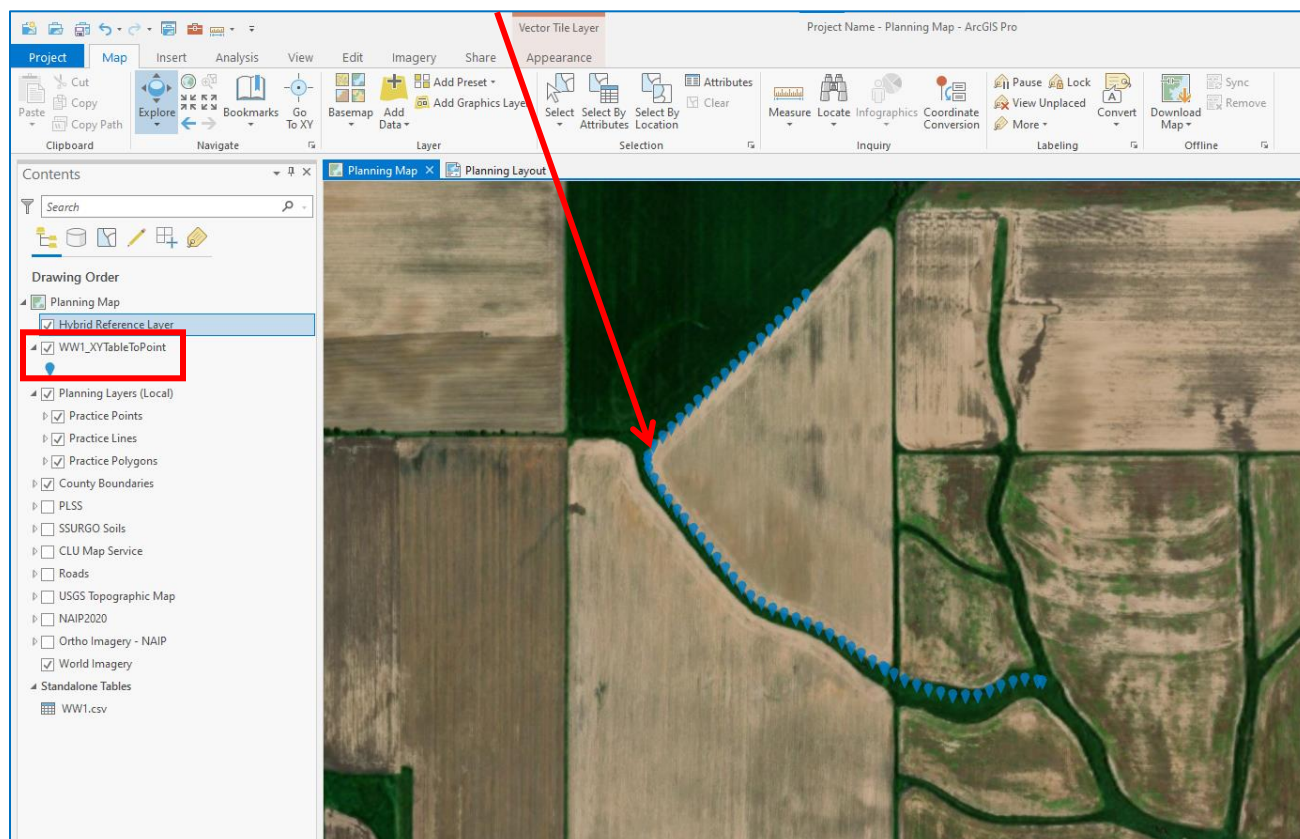 Vector Tile Layer
Project Name - Planning Map - ArcGIS Pro
Project Map Insert Analysis View Edit Imagery Share Appearance
Paste
Cut
Copy
Copy Path
Clipboard
Explore
Bookmarks
Go To XY
Navigate
Basemap
Add Data
Add Preset
Add Graphics Laye
Layer
Select
Select By Attributes
Select By Location
Attributes
Clear
Selection
Measure
Locate
Infographics
Coordinate Conversion
Inquiry
Pause
Lock
View Unplaced
More
Convert
Labeling
Download Map
Sync
Remove
Offline
Contents
Search
Drawing Order
Planning Map
Hybrid Reference Layer
WW1_XYTableToPoint
Planning Layers (Local)
Practice Points
Practice Lines
Practice Polygons
County Boundaries
PLSS
SSURGO Soils
CLU Map Service
Roads
USGS Topographic Map
NAIP2020
Ortho Imagery - NAIP
World Imagery
Standalone Tables
WW1.csv
Planning Map
Planning Layout